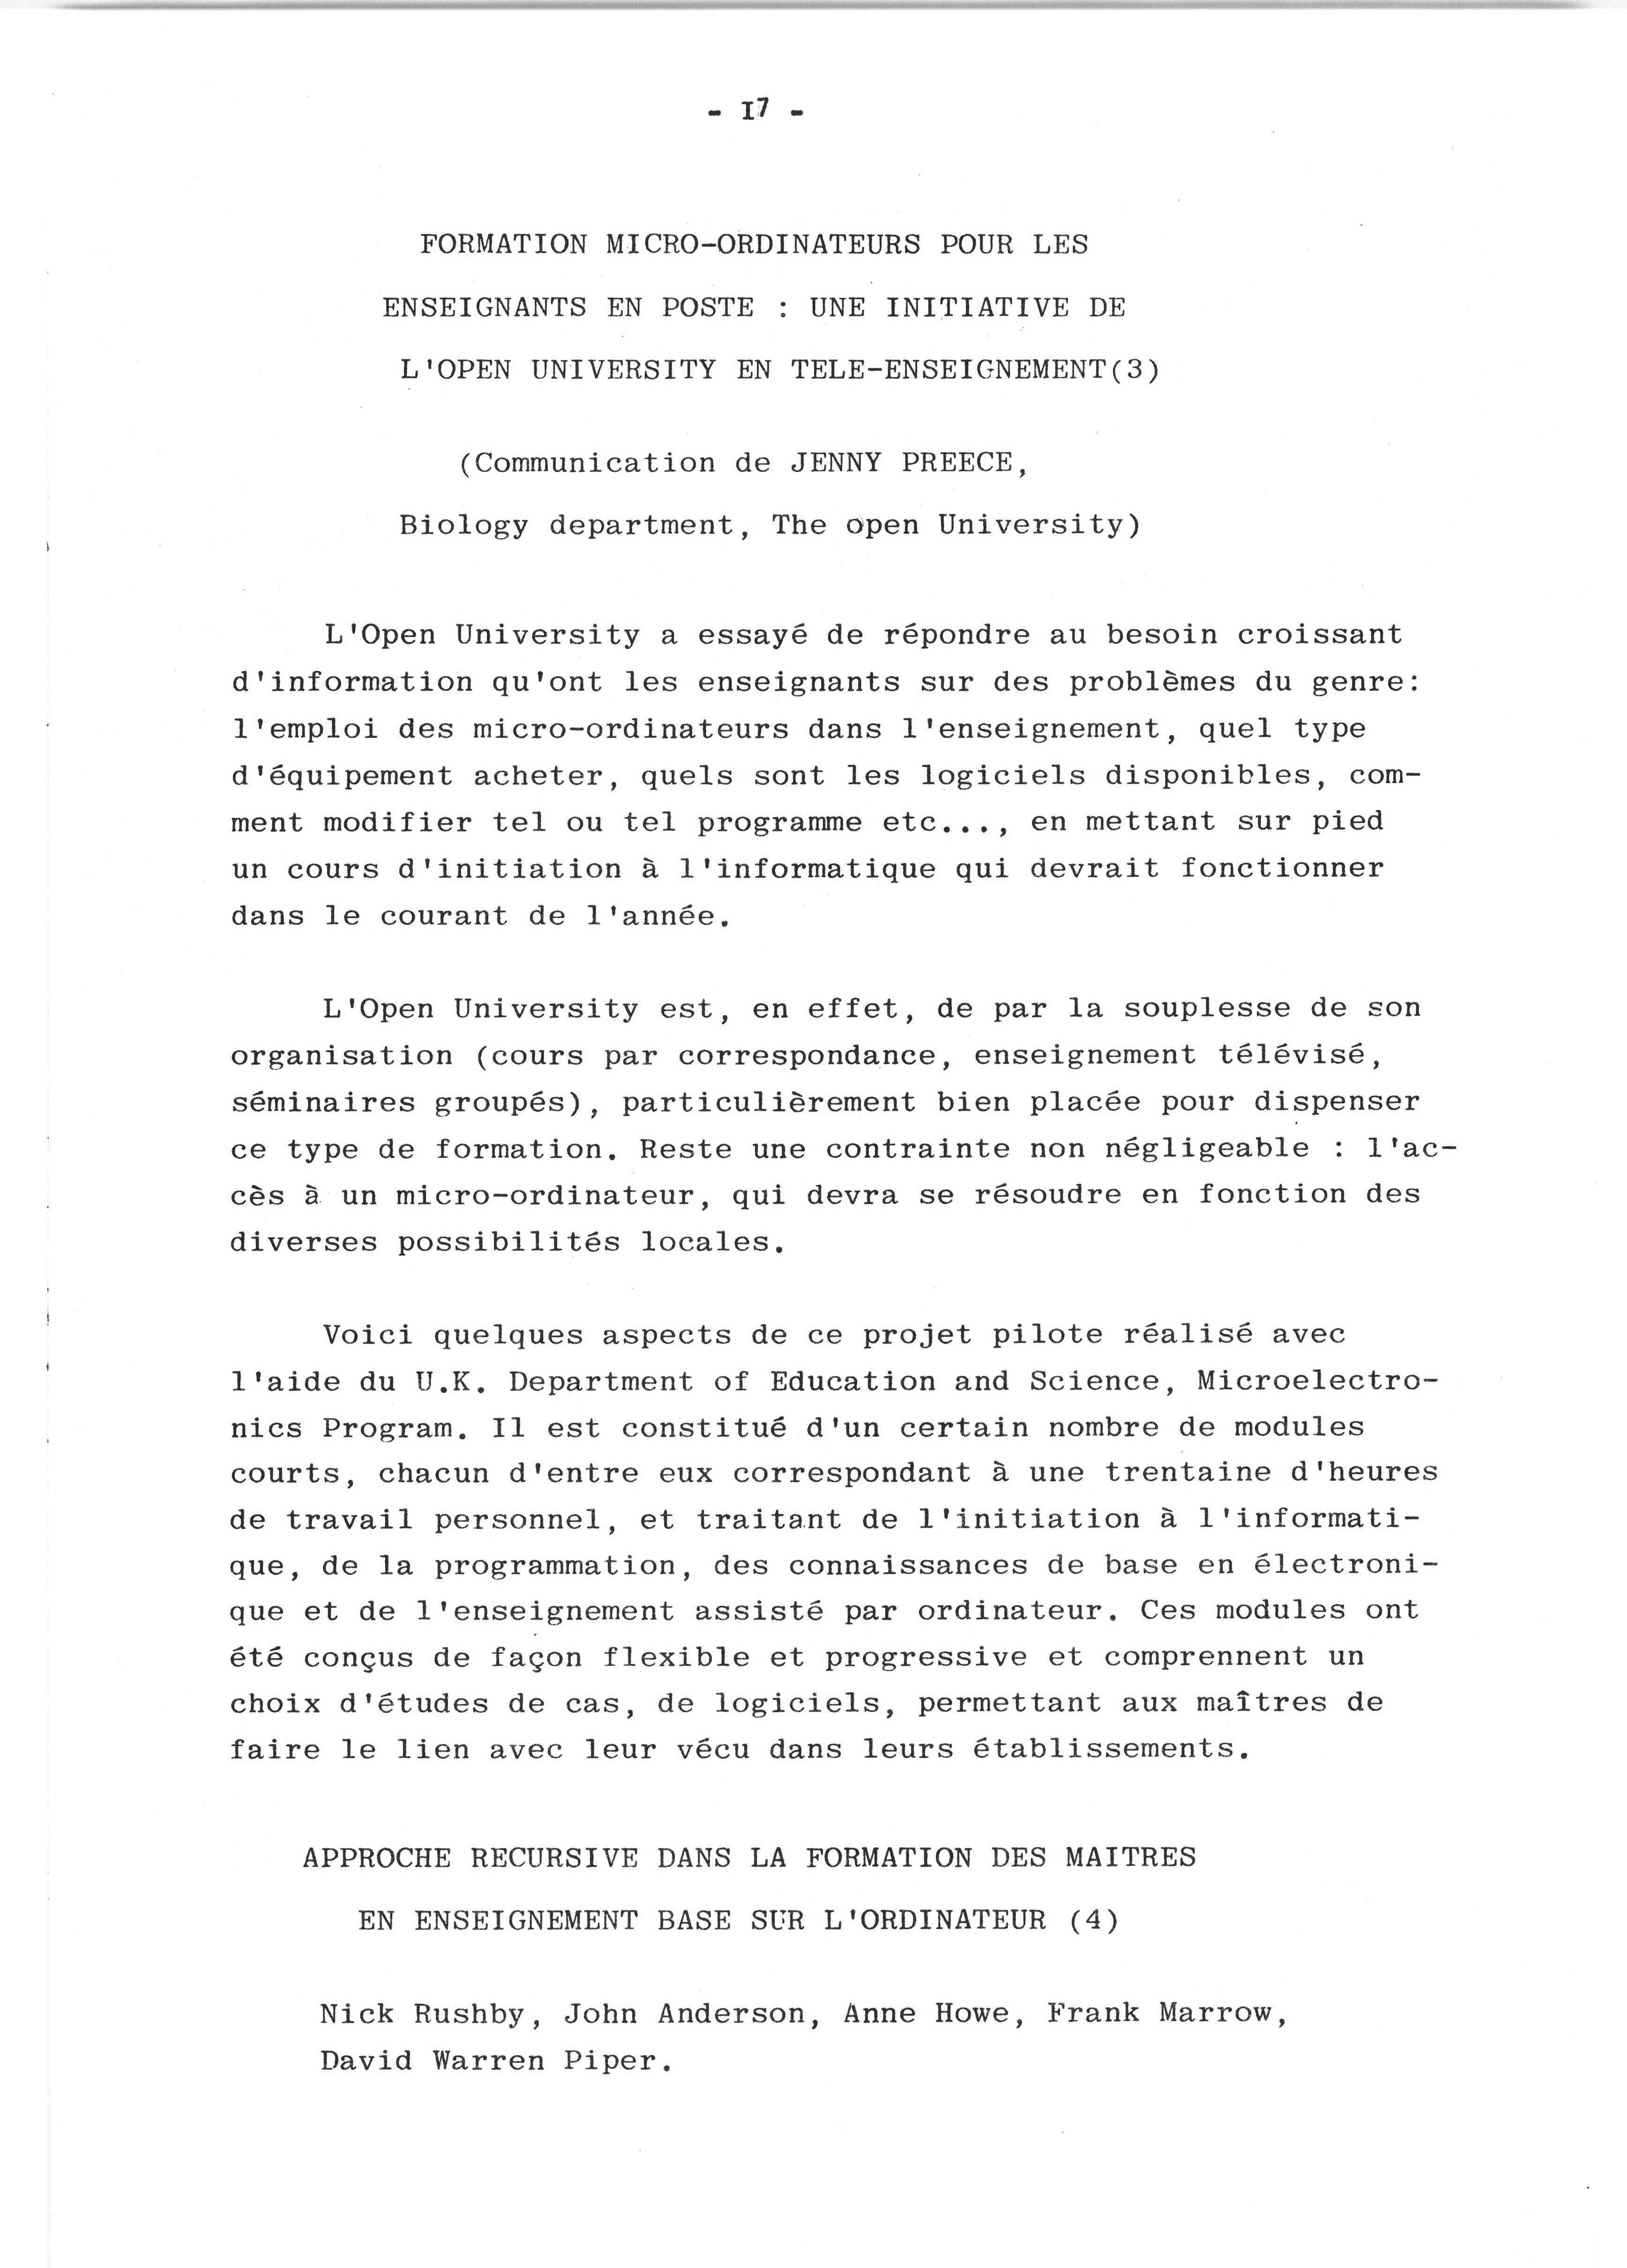 - I7 -
FORMATION MICRO-ORDINATEURS POUR LES
ENSEIGNANTS EN POSTE : UNE INITIATIVE DE
L'OPEN UNIVERSITY EN TELE-ENSEIGNEMENT(3)
(Communication de JENNY PREECE,
Biology department, The open University)
L'Open University a essayé de répondre au besoin croissant
d'information qu'ont les enseignants sur des problèmes du genre:
l'emploi des micro-ordinateurs dans l'enseignement, quel type
d'équipement acheter, quels sont les logiciels disponibles, com-
ment modifier tel ou tel programme etc..., en mettant sur pied
un cours d'initiation à l'informatique qui devrait fonctionner
dans le courant de l'année.
L'Open University est, en effet, de par la souplesse de son
organisation (cours par correspondance, enseignement télévisé,
séminaires groupés), particulièrement bien placée pour dispenser
ce type de formation. Reste une contrainte non négligeable : l'ac-
cès à un micro-ordinateur, qui devra se résoudre en fonction des
diverses possibilités locales.
Voici quelques aspects de ce projet pilote réalisé avec
l'aide du U.K. Department of Education and Science, Microelectro-
nics Program. Il est constitué d'un certain nombre de modules
courts, chacun d'entre eux correspondant à une trentaine d'heures
de travail personnel, et traitant de l'initiation à l'informati-
que, de la programmation, des connaissances de base en électroni-
que et de l'enseignement assisté par ordinateur. Ces modules ont
été conçus de façon flexible et progressive et comprennent un
choix d'études de cas, de logiciels, permettant aux maîtres de
faire le lien avec leur vécu dans leurs établissements.
APPROCHE RECURSIVE DANS LA FORMATION DES MAITRES
EN ENSEIGNEMENT BASE SUR L'ORDINATEUR (4)
Nick Rushby, John Anderson, Anne Howe, Frank Marrow,
David Warren Piper.